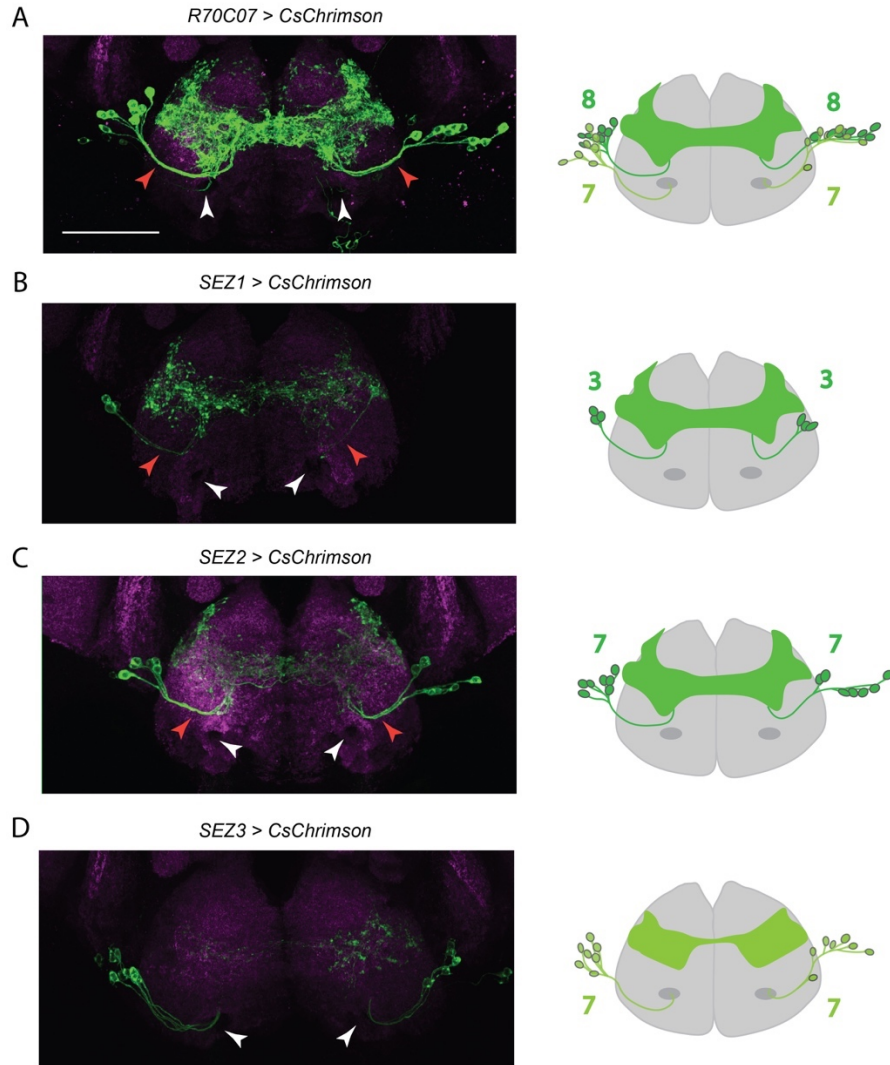 A
R70C07 > CsChrimson
8 8
7 7
B
SEZ1 > CsChrimson
3 3
C
SEZ2 > CsChrimson
7 7
D
SEZ3 > CsChrimson
7 7